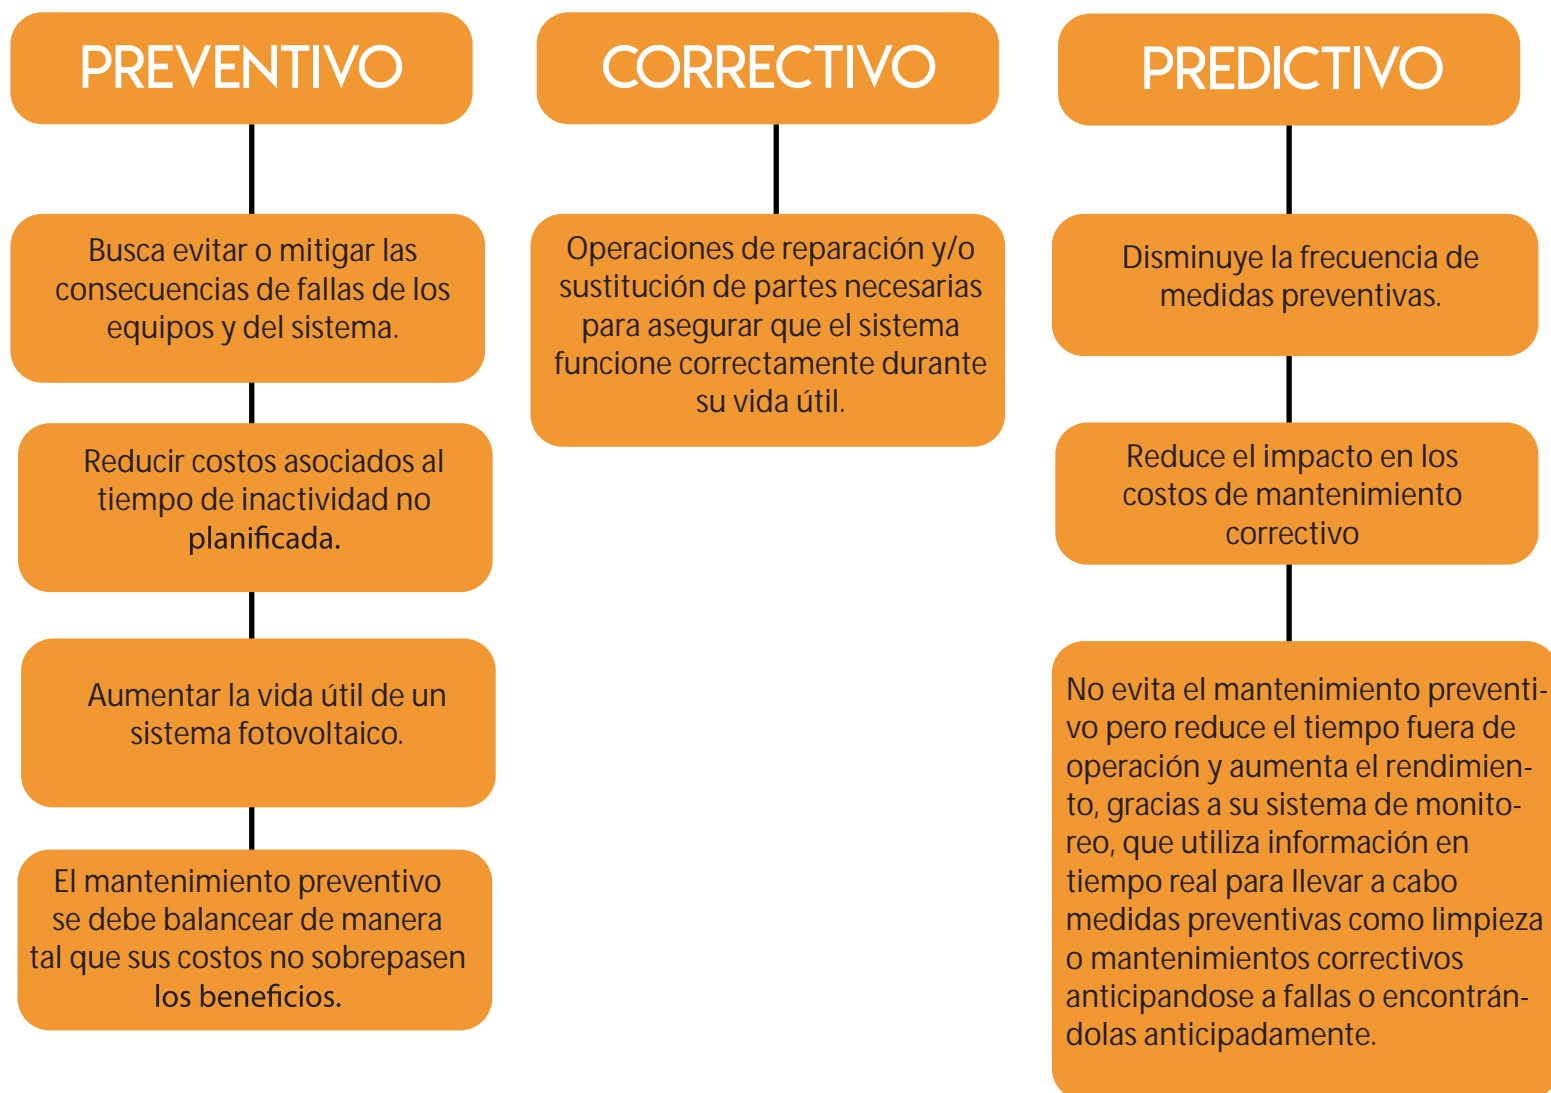 PREVENTIVO
Busca evitar o mitigar las
consecuencias de fallas de los
equipos y del sistema.
Reducir costos asociados al
tiempo de inactividad no
planificada.
Aumentar la vida útil de un
sistema fotovoltaico.
El mantenimiento preventivo
se debe balancear de manera
tal que sus costos no sobrepasen
los beneficios.
CORRECTIVO
Operaciones de reparación y/o
sustitución de partes necesarias
para asegurar que el sistema
funcione correctamente durante
su vida útil.
PREDICTIVO
Disminuye la frecuencia de
medidas preventivas.
Reduce el impacto en los
costos de mantenimiento
correctivo
No evita el mantenimiento preventi-
vo pero reduce el tiempo fuera de
operación y aumenta el rendimien-
to, gracias a su sistema de monito-
reo, que utiliza información en
tiempo real para llevar a cabo
medidas preventivas como limpieza
o mantenimientos correctivos
anticipandose a fallas o encontrán-
dolas anticipadamente.